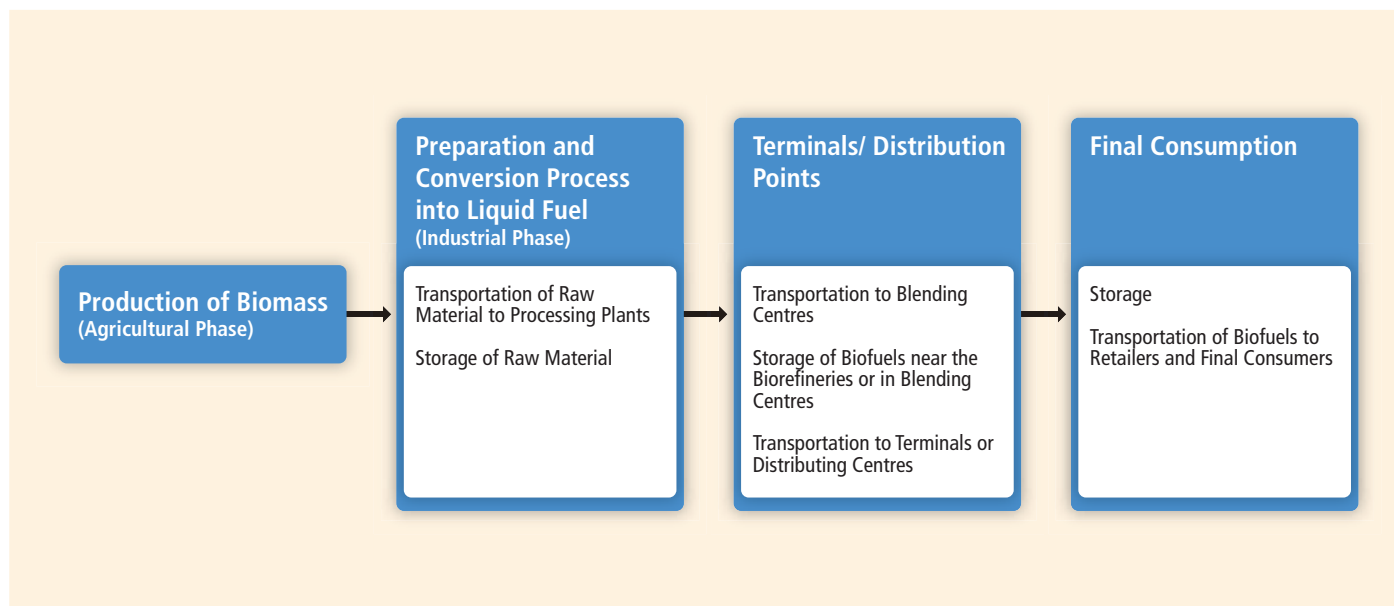 Production of Biomass
(Agricultural Phase)
Preparation and
Conversion Process
into Liquid Fuel
(Industrial Phase)
Transportation of Raw
Material to Processing Plants
Storage of Raw Material
Terminals/ Distribution
Points
Transportation to Blending
Centres
Storage of Biofuels near the
Biorefineries or in Blending
Centres
Transportation to Terminals or
Distributing Centres
Final Consumption
Storage
Transportation of Biofuels to
Retailers and Final Consumers